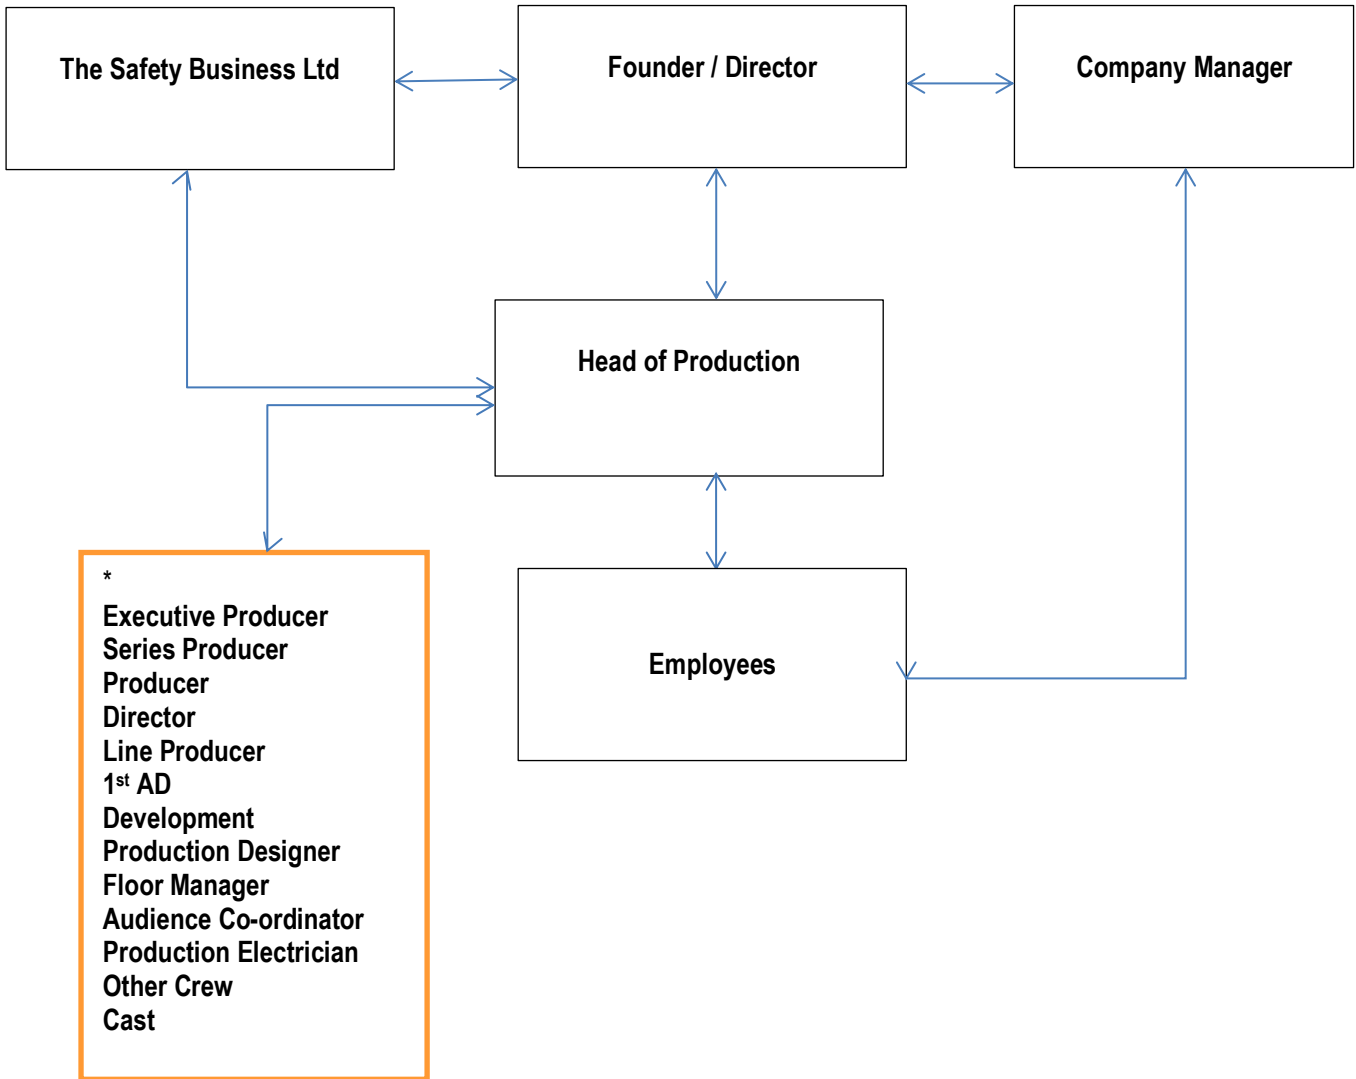 The Safety Business Ltd
Founder / Director
Company Manager
Head of Production
Employees
*
Executive Producer
Series Producer
Producer
Director
Line Producer
1st AD
Development
Production Designer
Floor Manager
Audience Co-ordinator
Production Electrician
Other Crew
Cast